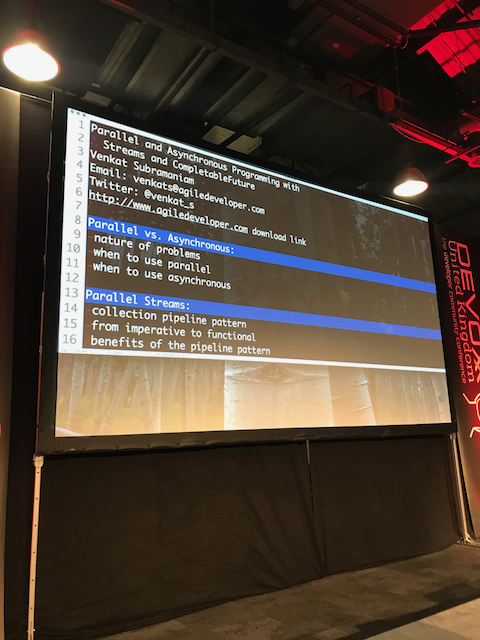 1 Parallel and Asynchronous Programming with
2 Streams and CompletableFuture
3 Venkat Subramaniam
4 Email: venkats@agiledeveloper.com
5 Twitter: @venkat_s
6 http://www.agiledeveloper.com download link
7
8 Parallel vs. Asynchronous:
9 nature of problems
10 when to use parallel
11 when to use asynchronous
12
13 Parallel Streams:
14 collection pipeline pattern
15 from imperative to functional
16 benefits of the pipeline pattern
DEVOX
United Kingdom
the developer community conference